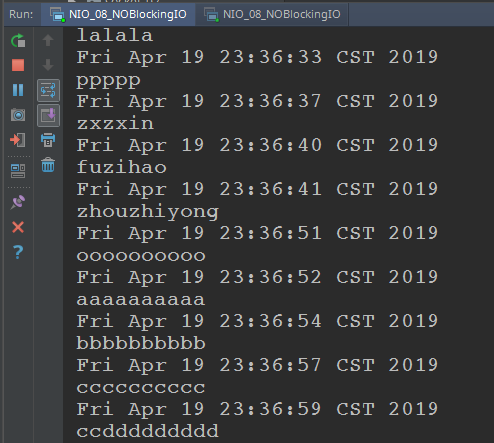 Run: NIO_08_NOBlockingIO NIO_08_NOBlockingIO
lalala
Fri Apr 19 23:36:33 CST 2019
ppppp
Fri Apr 19 23:36:37 CST 2019
zxzxin
Fri Apr 19 23:36:40 CST 2019
fuzihao
Fri Apr 19 23:36:41 CST 2019
zhouzhiyong
Fri Apr 19 23:36:51 CST 2019
oooooooooo
Fri Apr 19 23:36:52 CST 2019
aaaaaaaaaa
Fri Apr 19 23:36:54 CST 2019
bbbbbbbbbb
Fri Apr 19 23:36:57 CST 2019
cccccccccc
Fri Apr 19 23:36:59 CST 2019
ccddddddddd